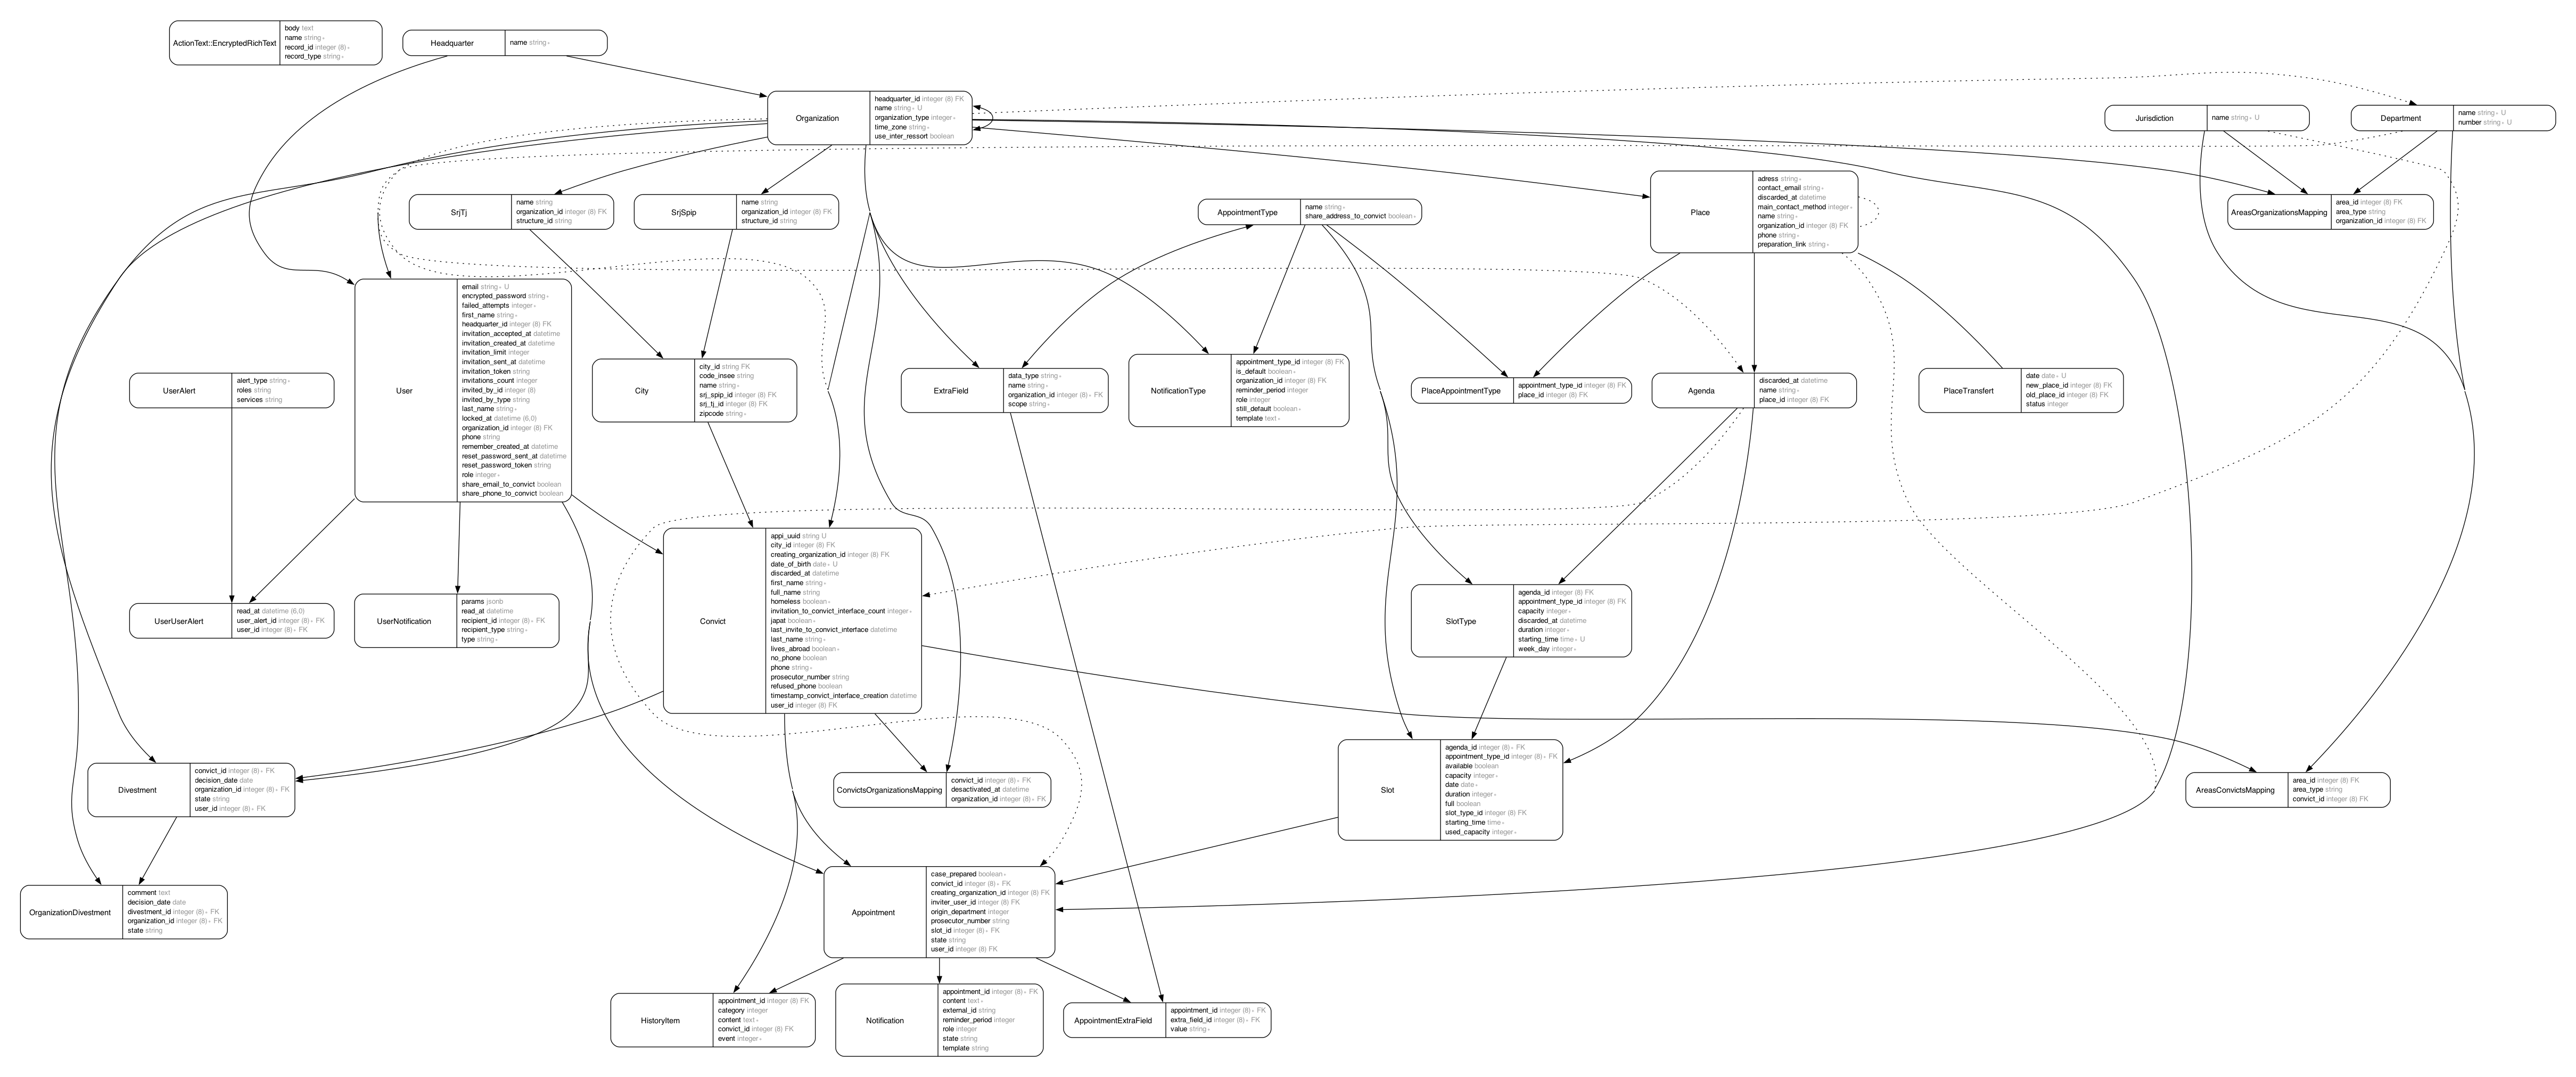 ActionText::EncryptedRichText
body text
name string *
record_id integer (8) *
record_type string *
Headquarter
name string *
Organization
headquarter_id integer (8) FK
name string * U
organization_type integer *
time_zone string *
use_inter_ressort boolean
Jurisdiction
name string * U
Department
name string * U
number string * U
SrjTj
name string
organization_id integer (8) FK
structure_id string
SrjSpip
name string
organization_id integer (8) FK
structure_id string
AppointmentType
name string *
share_address_to_convict boolean *
Place
adress string *
contact_email string *
discarded_at datetime
main_contact_method integer *
name string *
organization_id integer (8) FK
phone string *
preparation_link string *
AreasOrganizationsMapping
area_id integer (8) FK
area_type string
organization_id integer (8) FK
User
email string * U
encrypted_password string *
failed_attempts integer *
first_name string *
headquarter_id integer (8) FK
invitation_accepted_at datetime
invitation_created_at datetime
invitation_limit integer
invitation_sent_at datetime
invitation_token string
invitations_count integer
invited_by_id integer (8)
invited_by_type string
last_name string *
locked_at datetime (6,0)
organization_id integer (8) FK
phone string
remember_created_at datetime
reset_password_sent_at datetime
reset_password_token string
role integer *
share_email_to_convict boolean
share_phone_to_convict boolean
UserAlert
alert_type string *
roles string
services string
City
city_id string FK
code_insee string
name string *
srj_spip_id integer (8) FK
srj_tj_id integer (8) FK
zipcode string *
ExtraField
data_type string *
name string *
organization_id integer (8) * FK
scope string *
NotificationType
appointment_type_id integer (8) FK
is_default boolean *
organization_id integer (8) FK
reminder_period integer
role integer
still_default boolean *
template text *
PlaceAppointmentType
appointment_type_id integer (8) FK
place_id integer (8) FK
Agenda
discarded_at datetime
name string *
place_id integer (8) FK
PlaceTransfert
date date * U
new_place_id integer (8) FK
old_place_id integer (8) FK
status integer
UserUserAlert
read_at datetime (6,0)
user_alert_id integer (8) * FK
user_id integer (8) * FK
UserNotification
params jsonb
read_at datetime
recipient_id integer (8) * FK
recipient_type string *
type string *
Convict
appi_uuid string U
city_id integer (8) FK
creating_organization_id integer (8) FK
date_of_birth date * U
discarded_at datetime
first_name string *
full_name string
homeless boolean *
invitation_to_convict_interface_count integer *
japat boolean *
last_invite_to_convict_interface datetime
last_name string *
lives_abroad boolean *
no_phone boolean
phone string *
prosecutor_number string
refused_phone boolean
timestamp_convict_interface_creation datetime
user_id integer (8) FK
SlotType
agenda_id integer (8) FK
appointment_type_id integer (8) FK
capacity integer *
discarded_at datetime
duration integer *
starting_time time * U
week_day integer *
Divestment
convict_id integer (8) * FK
decision_date date
organization_id integer (8) * FK
state string
user_id integer (8) * FK
ConvictsOrganizationsMapping
convict_id integer (8) * FK
desactivated_at datetime
organization_id integer (8) * FK
Slot
agenda_id integer (8) * FK
appointment_type_id integer (8) * FK
available boolean
capacity integer *
date date *
duration integer *
full boolean
slot_type_id integer (8) FK
starting_time time *
used_capacity integer *
AreasConvictsMapping
area_id integer (8) FK
area_type string
convict_id integer (8) FK
OrganizationDivestment
comment text
decision_date date
divestment_id integer (8) * FK
organization_id integer (8) * FK
state string
Appointment
case_prepared boolean *
convict_id integer (8) * FK
creating_organization_id integer (8) FK
inviter_user_id integer (8) FK
origin_department integer
prosecutor_number string
slot_id integer (8) * FK
state string
user_id integer (8) FK
HistoryItem
appointment_id integer (8) FK
category integer
content text *
convict_id integer (8) FK
event integer *
Notification
appointment_id integer (8) * FK
content text *
external_id string
reminder_period integer
role integer
state string
template string
AppointmentExtraField
appointment_id integer (8) * FK
extra_field_id integer (8) * FK
value string *